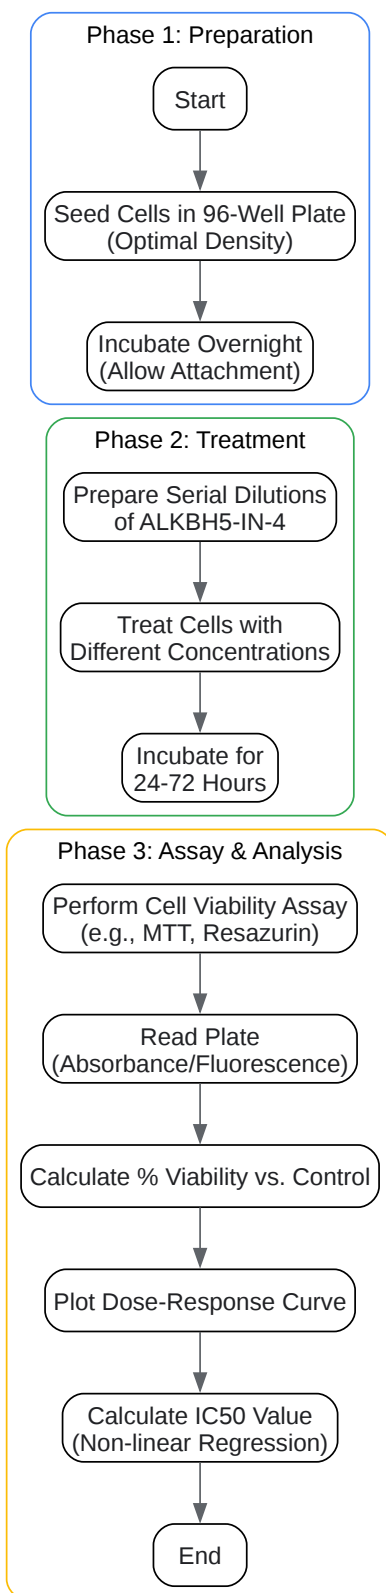 Phase 1: Preparation
Start
Seed Cells in 96-Well Plate
(Optimal Density)
Incubate Overnight
(Allow Attachment)
Phase 2: Treatment
Prepare Serial Dilutions
of ALKBH5-IN-4
Treat Cells with
Different Concentrations
Incubate for
24-72 Hours
Phase 3: Assay & Analysis
Perform Cell Viability Assay
(e.g., MTT, Resazurin)
Read Plate
(Absorbance/Fluorescence)
Calculate % Viability vs. Control
Plot Dose-Response Curve
Calculate IC50 Value
(Non-linear Regression)
End